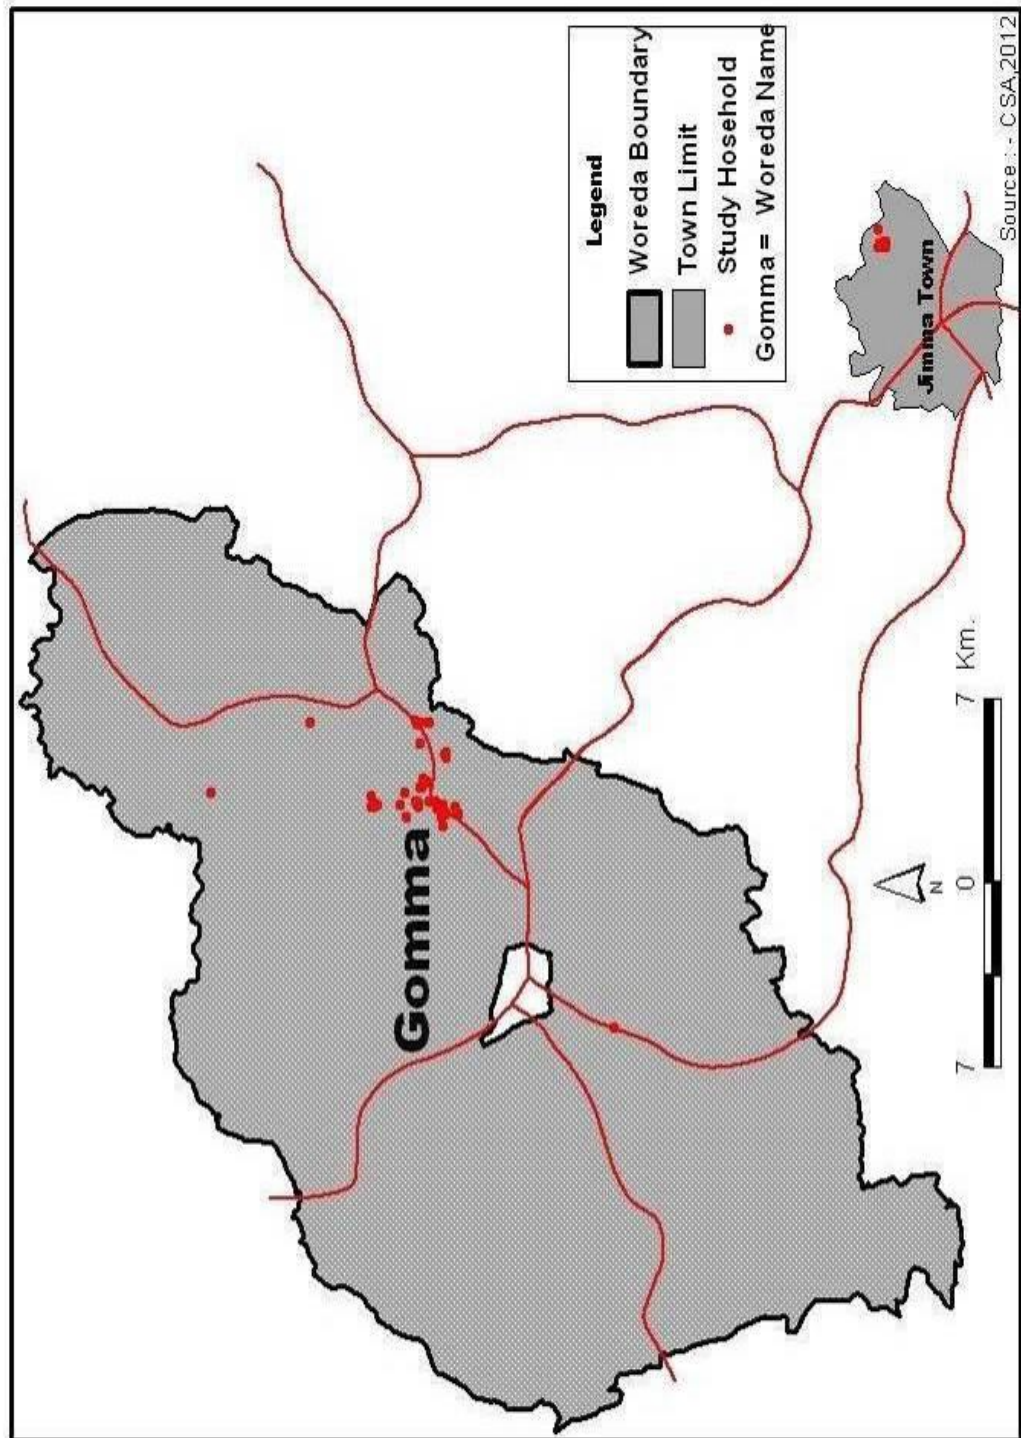 Legend
Woreda Boundary
Town Limit
Study Hosehold
Gomma = Woreda Name
Gomma
Jimma Town
N
7 0 7 Km.
Source : - CSA,2012